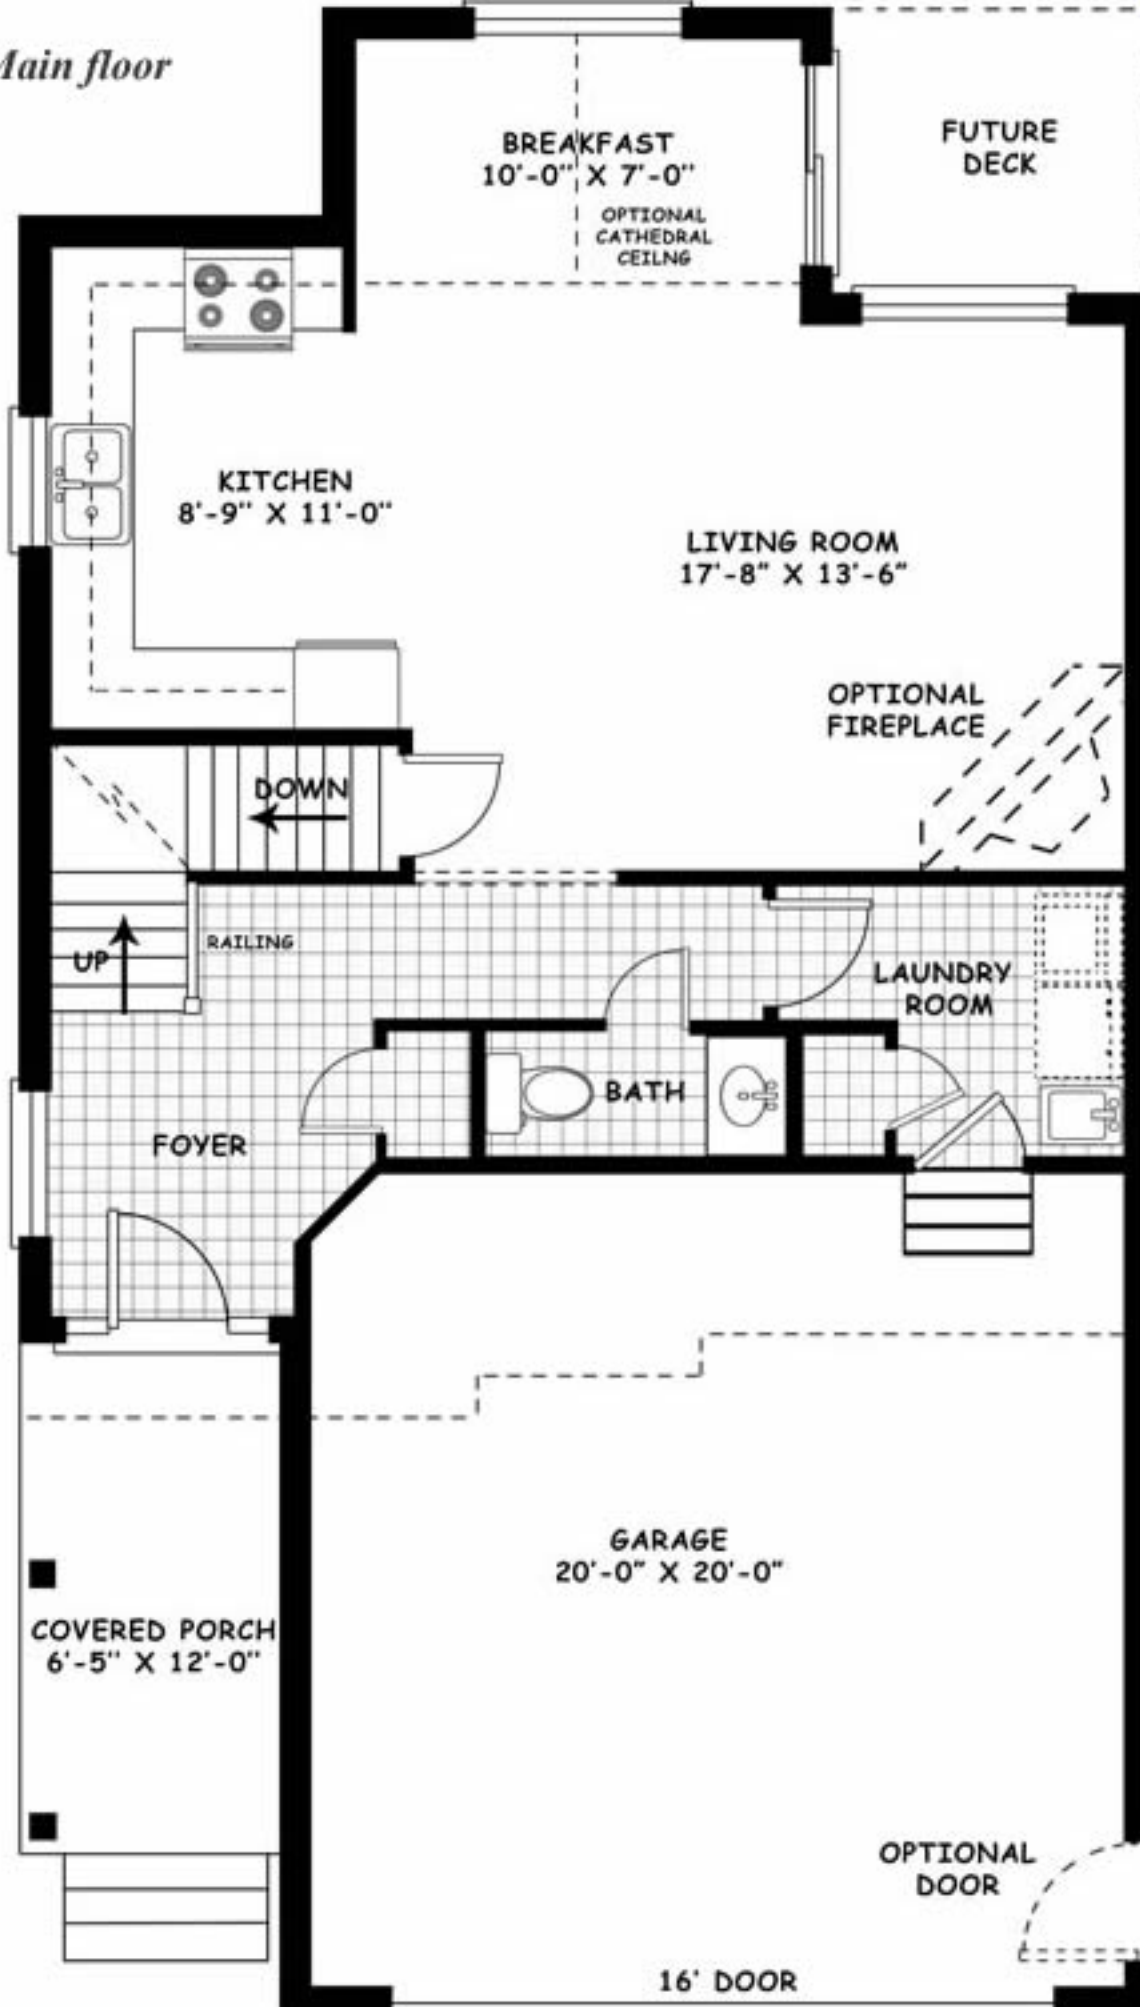 Main floor
BREAKFAST
10'-0" X 7'-0"
OPTIONAL
CATHEDRAL
CEILNG
FUTURE
DECK
KITCHEN
8'-9" X 11'-0"
LIVING ROOM
17'-8" X 13'-6"
OPTIONAL
FIREPLACE
DOWN
UP
RAILING
LAUNDRY
ROOM
BATH
FOYER
GARAGE
20'-0" X 20'-0"
COVERED PORCH
6'-5" X 12'-0"
OPTIONAL
DOOR
16' DOOR